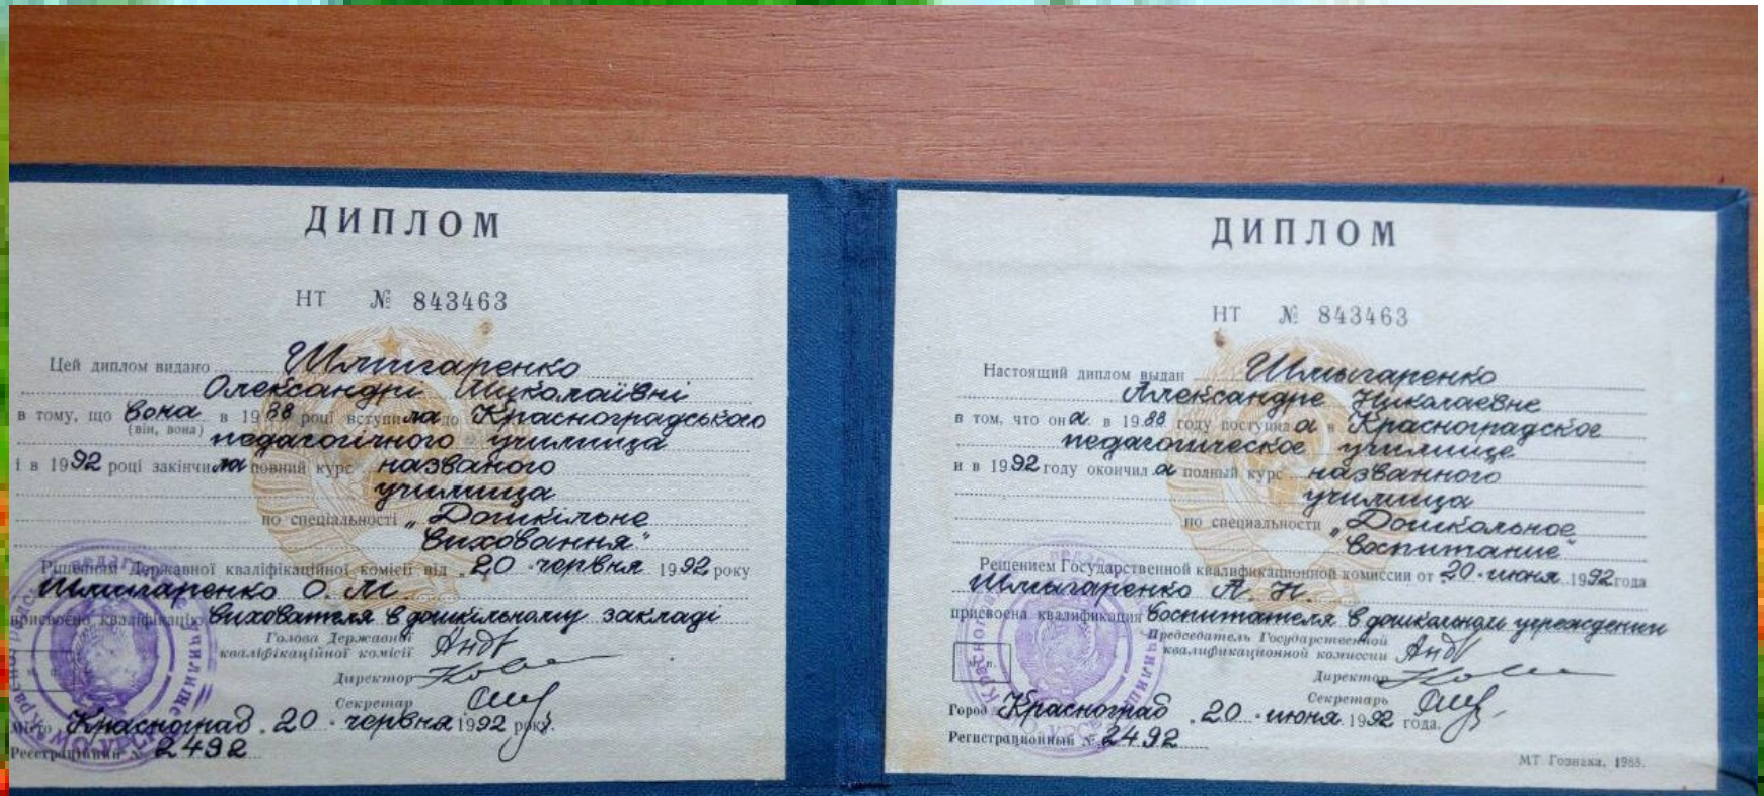 ДИПЛОМ
НТ № 843463
Цей диплом видано Шлигаренко
Олександрі Миколаївні
в тому, що вона в 1988 році вступила до Красноградського
(він, вона)
педагогічного училища
і в 1992 році закінчила повний курс названого
училища
по спеціальності „Дошкільне
виховання"
Рішенням Державної кваліфікаційної комісії від „20" червня 1992 року
Шлигаренко О. М.
присвоєно кваліфікацію вихователя в дошкільному закладі
Голова Державної
кваліфікаційної комісії
Директор
Секретар
Місто Красноград „20" червня 1992 року.
Реєстраційний № 2492
ДИПЛОМ
НТ № 843463
Настоящий диплом выдан Шлыгаренко
Александре Николаевне
в том, что она в 1988 году поступила в Красноградское
педагогическое училище
и в 1992 году окончила полный курс названного
училища
по специальности „Дошкольное
воспитание"
Решением Государственной квалификационной комиссии от „20" июня 1992 года
Шлыгаренко А. Н.
присвоена квалификация воспитателя в дошкольном учреждении
Председатель Государственной
квалификационной комиссии
Директор
Секретарь
м. п.
Город Красноград „20" июня 1992 года.
Регистрационный № 2492
МТ Гознака. 1988.